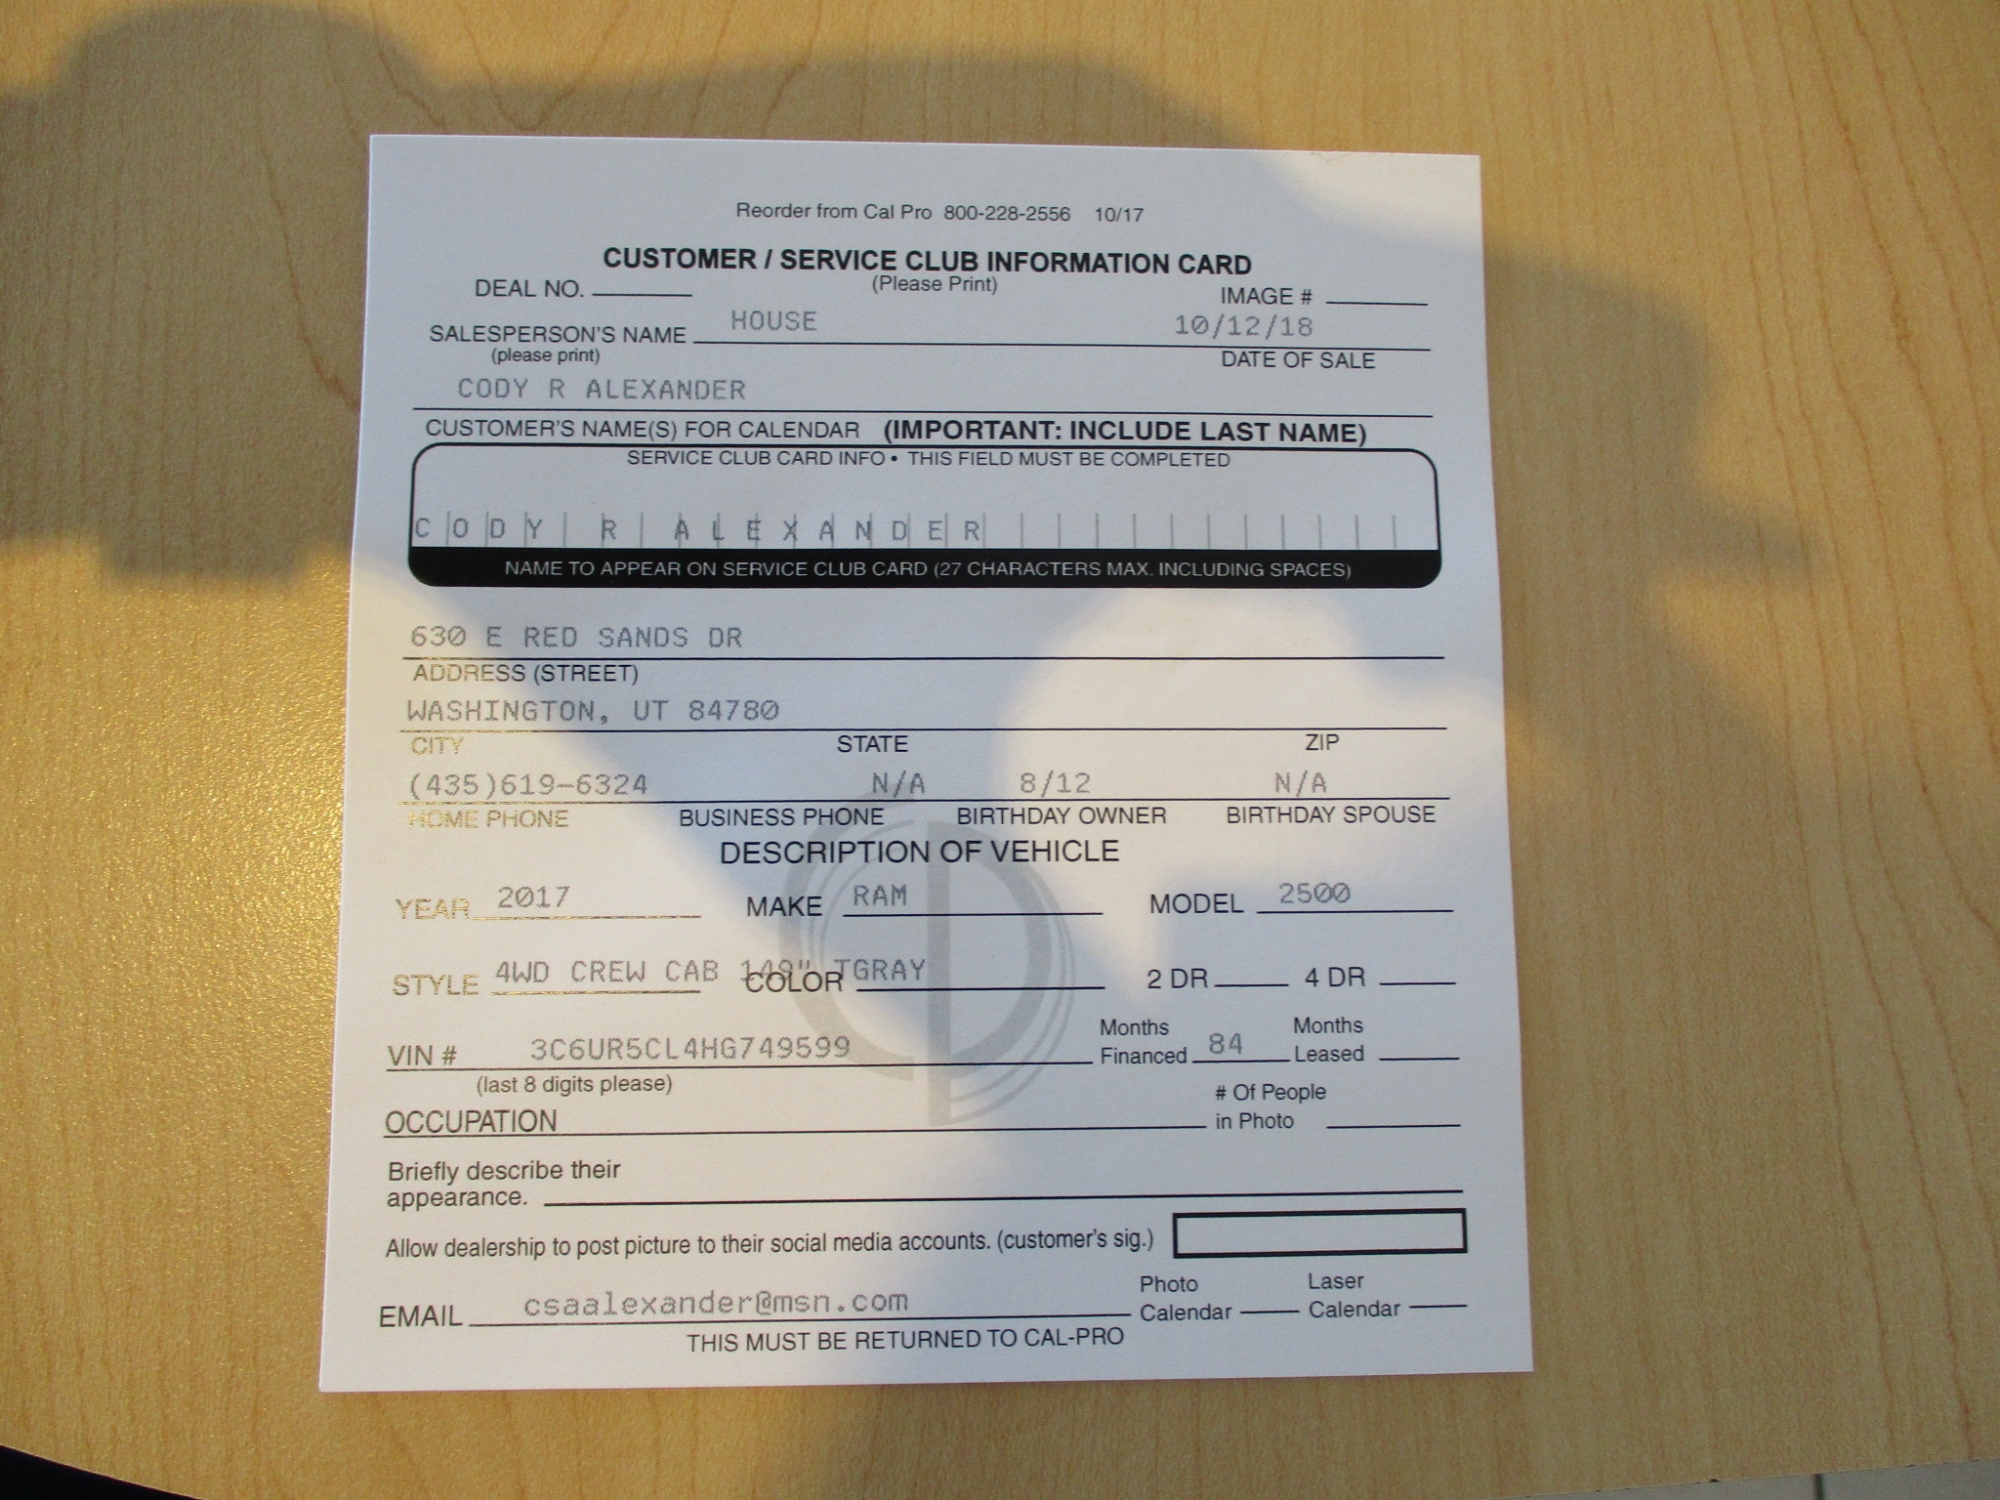 Reorder from Cal Pro 800-228-2556 10/17
CUSTOMER / SERVICE CLUB INFORMATION CARD
(Please Print)
DEAL NO.
IMAGE #
SALESPERSON'S NAME HOUSE 10/12/18
(please print) DATE OF SALE
CODY R ALEXANDER
CUSTOMER'S NAME(S) FOR CALENDAR (IMPORTANT: INCLUDE LAST NAME)
SERVICE CLUB CARD INFO • THIS FIELD MUST BE COMPLETED
CODY R ALEXANDER
NAME TO APPEAR ON SERVICE CLUB CARD (27 CHARACTERS MAX. INCLUDING SPACES)
630 E RED SANDS DR
ADDRESS (STREET)
WASHINGTON, UT 84780
CITY STATE ZIP
(435)619-6324 N/A 8/12 N/A
HOME PHONE BUSINESS PHONE BIRTHDAY OWNER BIRTHDAY SPOUSE
DESCRIPTION OF VEHICLE
YEAR 2017 MAKE RAM MODEL 2500
STYLE 4WD CREW CAB 149" COLOR TGRAY 2 DR 4 DR
VIN # 3C6UR5CL4HG749599 Months Financed 84 Months Leased
(last 8 digits please)
OCCUPATION # Of People in Photo
Briefly describe their
appearance.
Allow dealership to post picture to their social media accounts. (customer's sig.)
EMAIL csaalexander@msn.com Photo Calendar Laser Calendar
THIS MUST BE RETURNED TO CAL-PRO